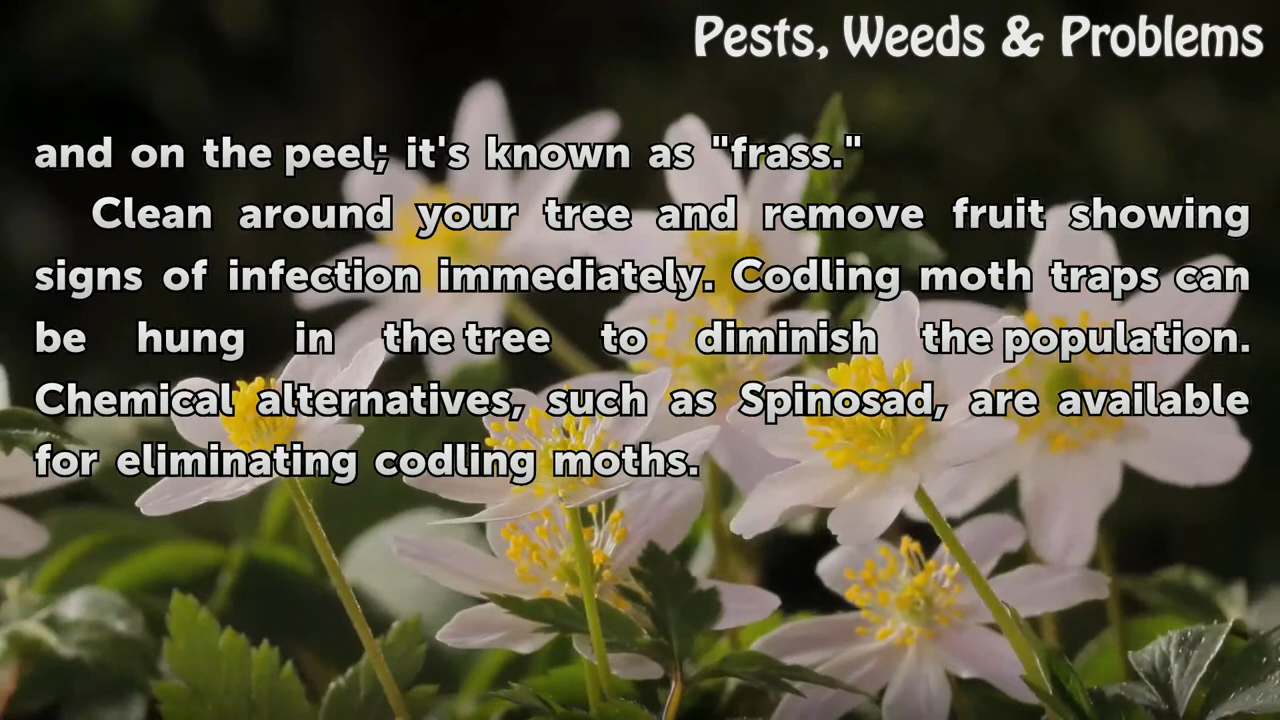 Pests, Weeds & Problems
and on the peel; it's known as "frass."
Clean around your tree and remove fruit showing
signs of infection immediately. Codling moth traps can
be hung in the tree to diminish the population.
Chemical alternatives, such as Spinosad, are available
for eliminating codling moths.